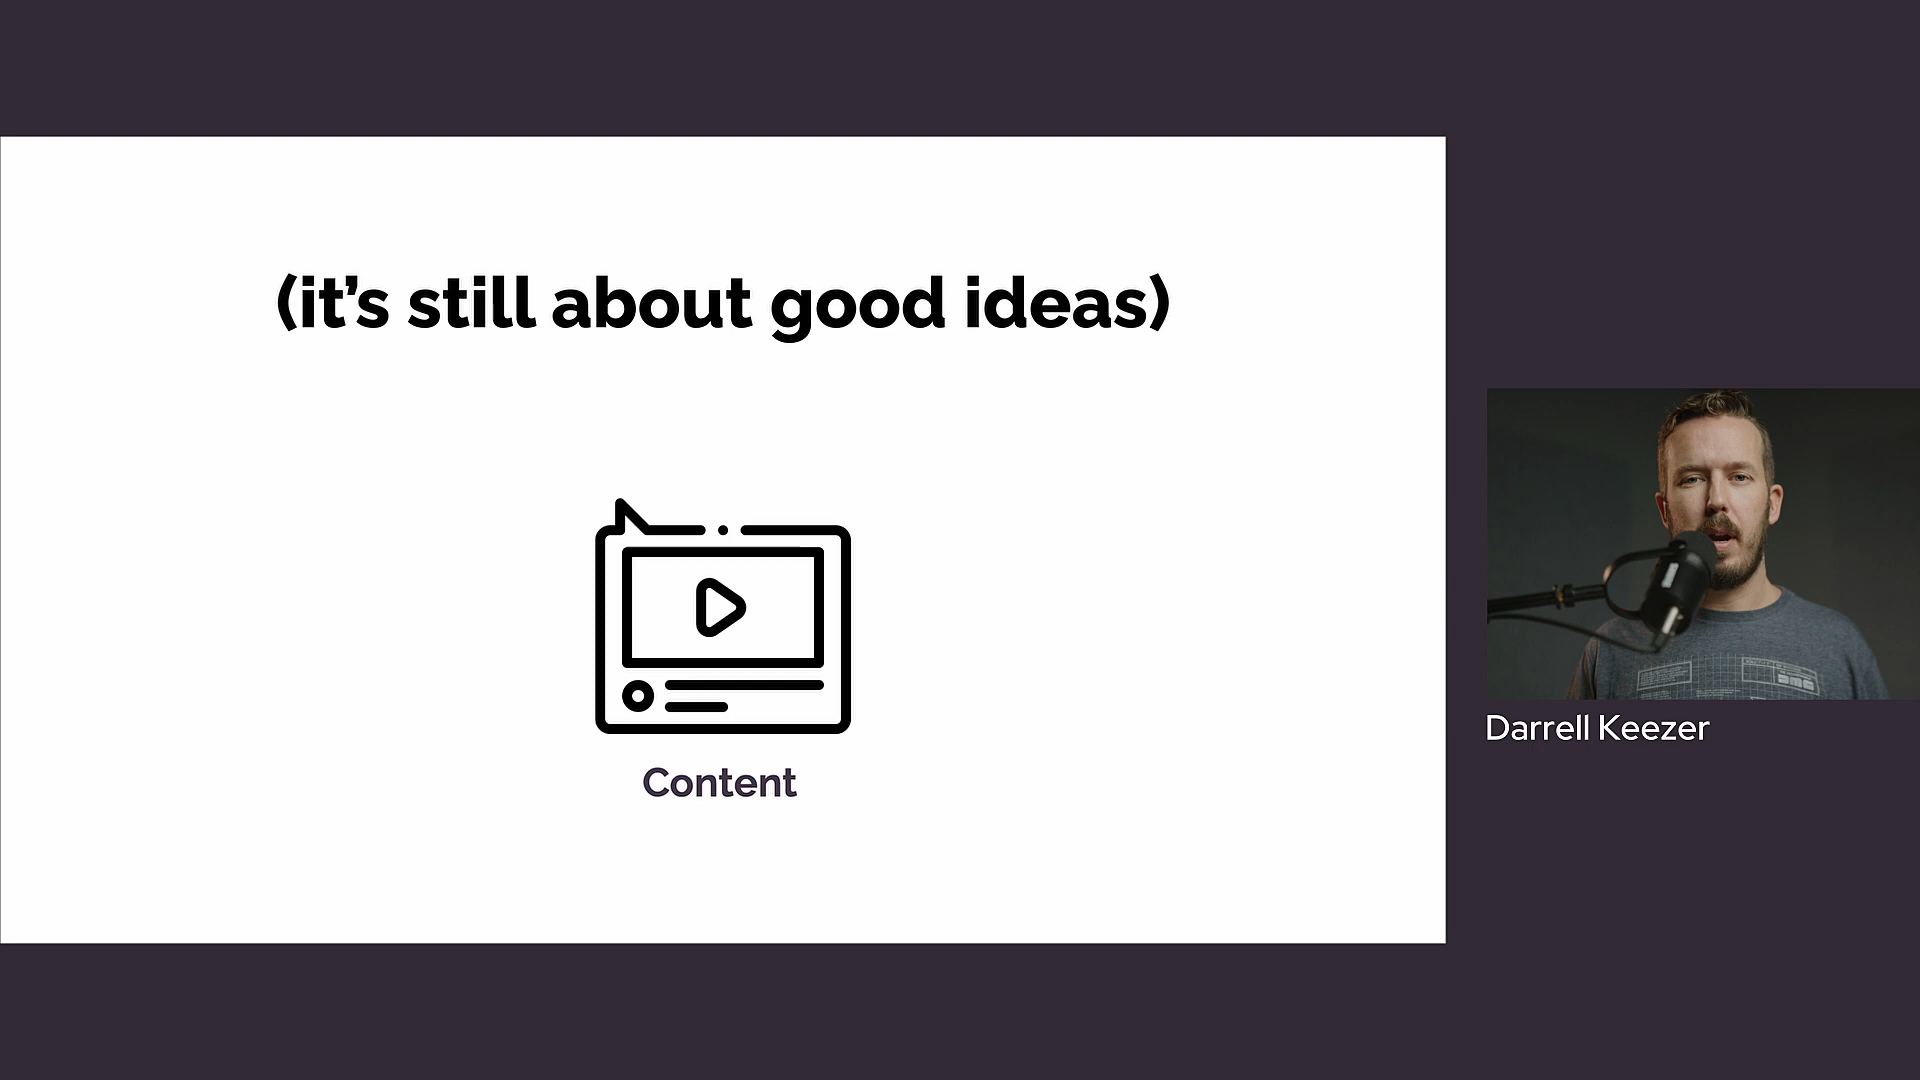 (it’s still about good ideas)
Content
Darrell Keezer